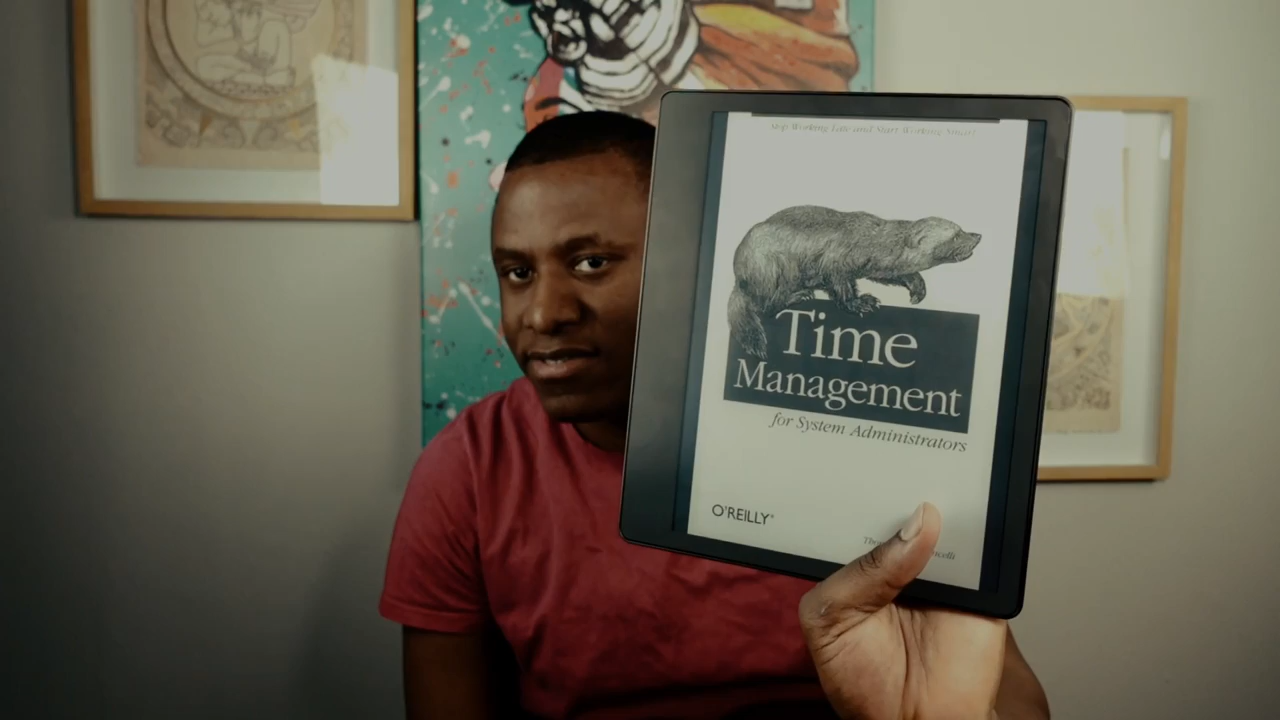 Stop Working Late and Start Working Smart
Time
Management
for System Administrators
O'REILLY®